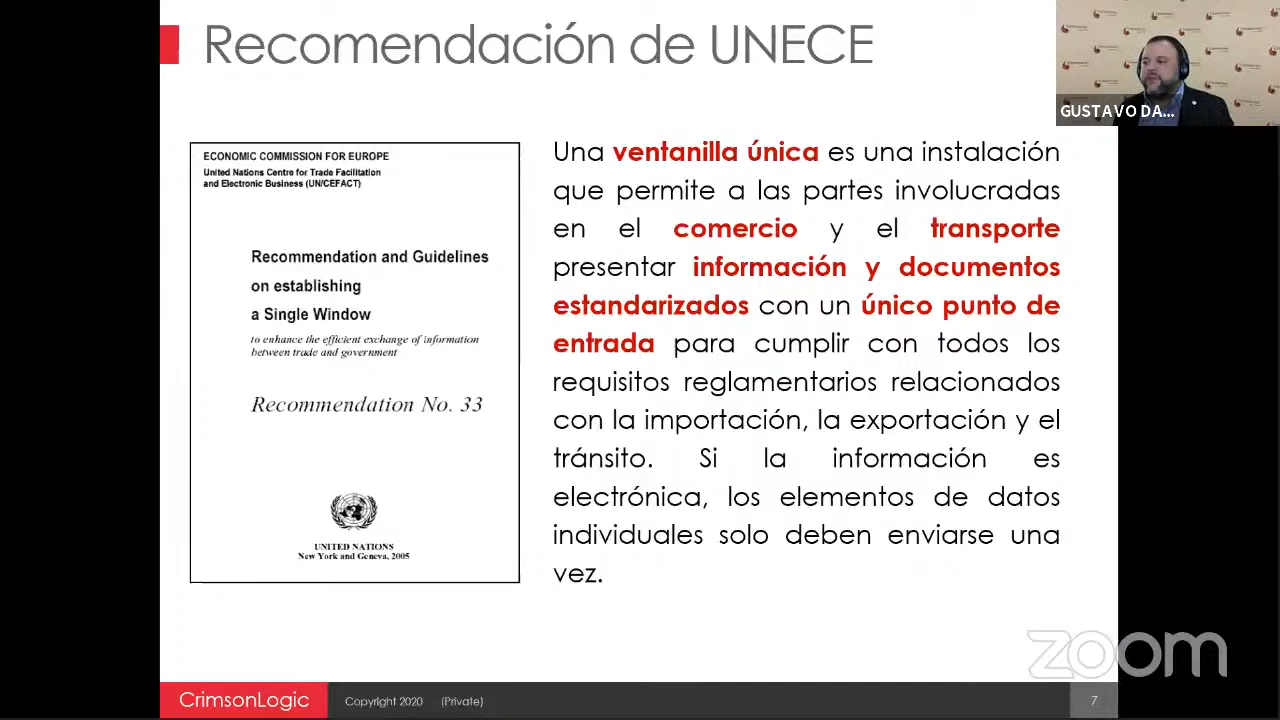 Recomendación de UNECE
GUSTAVO DA...
ECONOMIC COMMISSION FOR EUROPE
United Nations Centre for Trade Facilitation
and Electronic Business (UN/CEFACT)
Recommendation and Guidelines
on establishing
a Single Window
to enhance the efficient exchange of information
between trade and government
Recommendation No. 33
UNITED NATIONS
New York and Geneva, 2005
Una ventanilla única es una instalación
que permite a las partes involucradas
en el comercio y el transporte
presentar información y documentos
estandarizados con un único punto de
entrada para cumplir con todos los
requisitos reglamentarios relacionados
con la importación, la exportación y el
tránsito. Si la información es
electrónica, los elementos de datos
individuales solo deben enviarse una
vez.
zoom
CrimsonLogic
Copyright 2020 (Private)
7